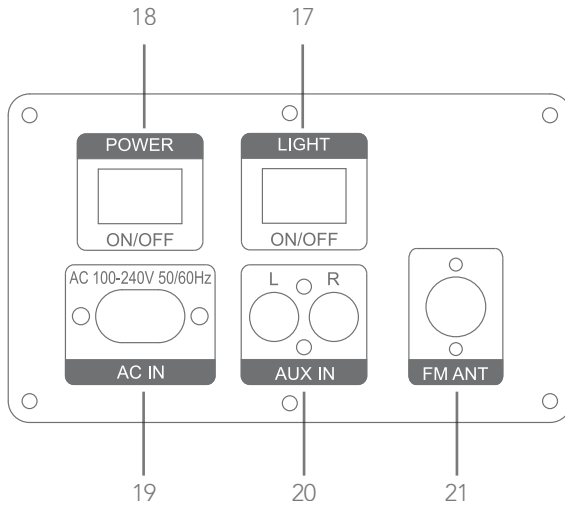 18 17
POWER LIGHT
ON/OFF ON/OFF
AC 100-240V 50/60Hz L R
AC IN AUX IN FM ANT
19 20 21